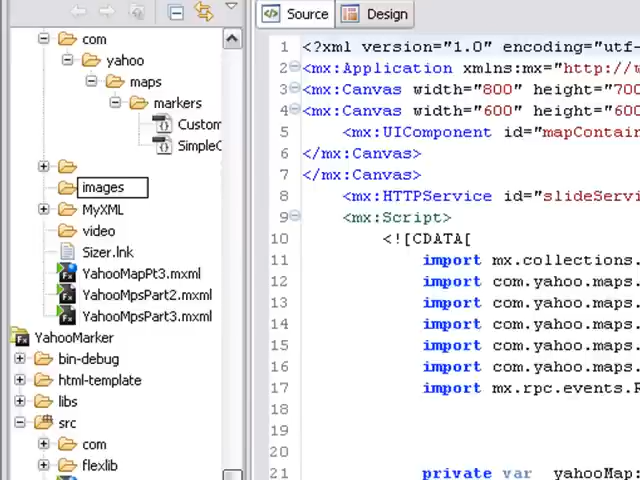 Source Design
com
yahoo
maps
markers
Custom
SimpleC
images
MyXML
video
Sizer.lnk
YahooMapPt3.mxml
YahooMpsPart2.mxml
YahooMpsPart3.mxml
YahooMarker
bin-debug
html-template
libs
src
com
flexlib
1 <?xml version="1.0" encoding="utf-
2 <mx:Application xmlns:mx="http://w
3 <mx:Canvas width="800" height="700
4 <mx:Canvas width="600" height="600
5 <mx:UIComponent id="mapContain
6 </mx:Canvas>
7 </mx:Canvas>
8 <mx:HTTPService id="slideServi
9 <mx:Script>
10 <![CDATA[
11 import mx.collections.
12 import com.yahoo.maps.
13 import com.yahoo.maps.
14 import com.yahoo.maps.
15 import com.yahoo.maps.
16 import com.yahoo.maps.
17 import mx.rpc.events.R
18
19
20
21 private var yahooMap: